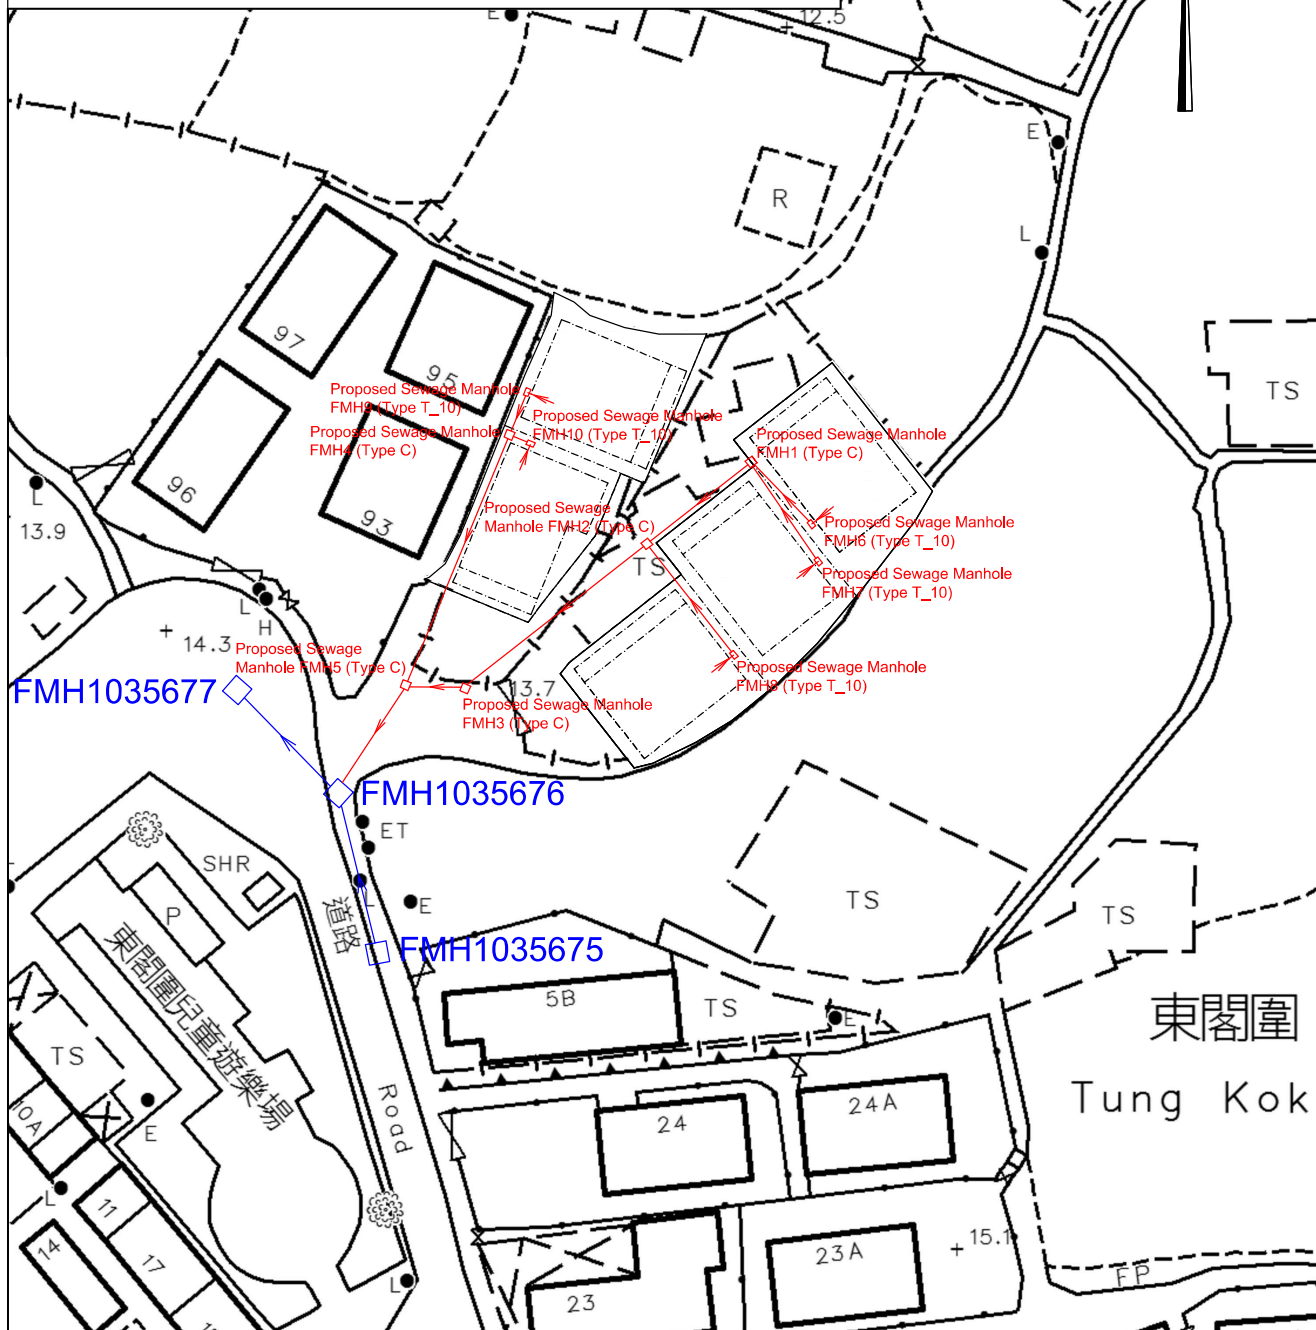 E
12.5
E
R
L
97
95
TS
Proposed Sewage Manhole
FMH9 (Type T_10)
Proposed Sewage Manhole
FMH10 (Type T_10)
Proposed Sewage Manhole
FMH4 (Type C)
Proposed Sewage Manhole
FMH1 (Type C)
96
93
L
13.9
Proposed Sewage
Manhole FMH2 (Type C)
Proposed Sewage Manhole
FMH6 (Type T_10)
TS
Proposed Sewage Manhole
FMH7 (Type T_10)
L
H
14.3
Proposed Sewage
Manhole FMH5 (Type C)
Proposed Sewage Manhole
FMH8 (Type T_10)
FMH1035677
13.7
Proposed Sewage Manhole
FMH3 (Type C)
FMH1035676
ET
SHR
L
E
P
道路
TS
TS
FMH1035675
東閣圍兒童遊樂場
5B
TS
E
東閣圍
TS
Tung Kok
10A
E
Road
24
24A
L
11
14
17
23A
15.1
L
23
FP